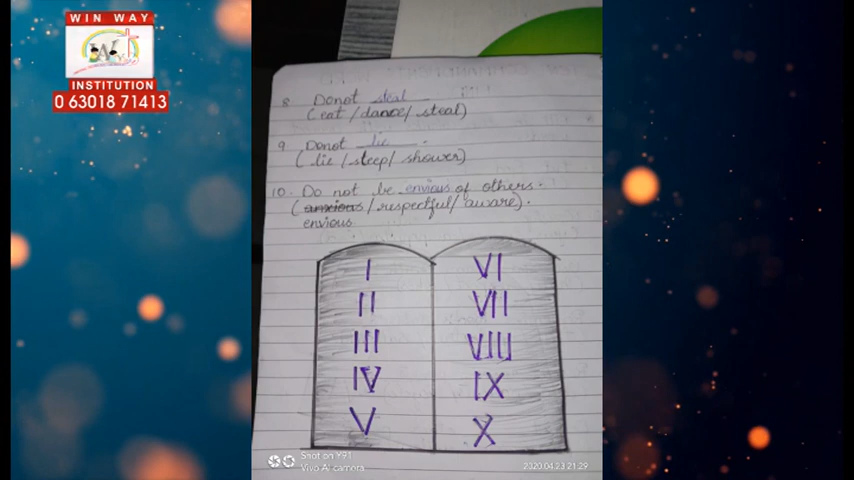 WIN WAY
SALT
INSTITUTION
0 63018 71413
8 Donot steal
(eat/dance/steal)
9 Donot lie.
(lie/sleep/shower)
10. Do not be envious of others.
(anxious/respectful/aware).
envious
I VI
II VII
III VIII
IV IX
V X
Shot on Y91
Vivo AI camera
2020.04.23 21:29